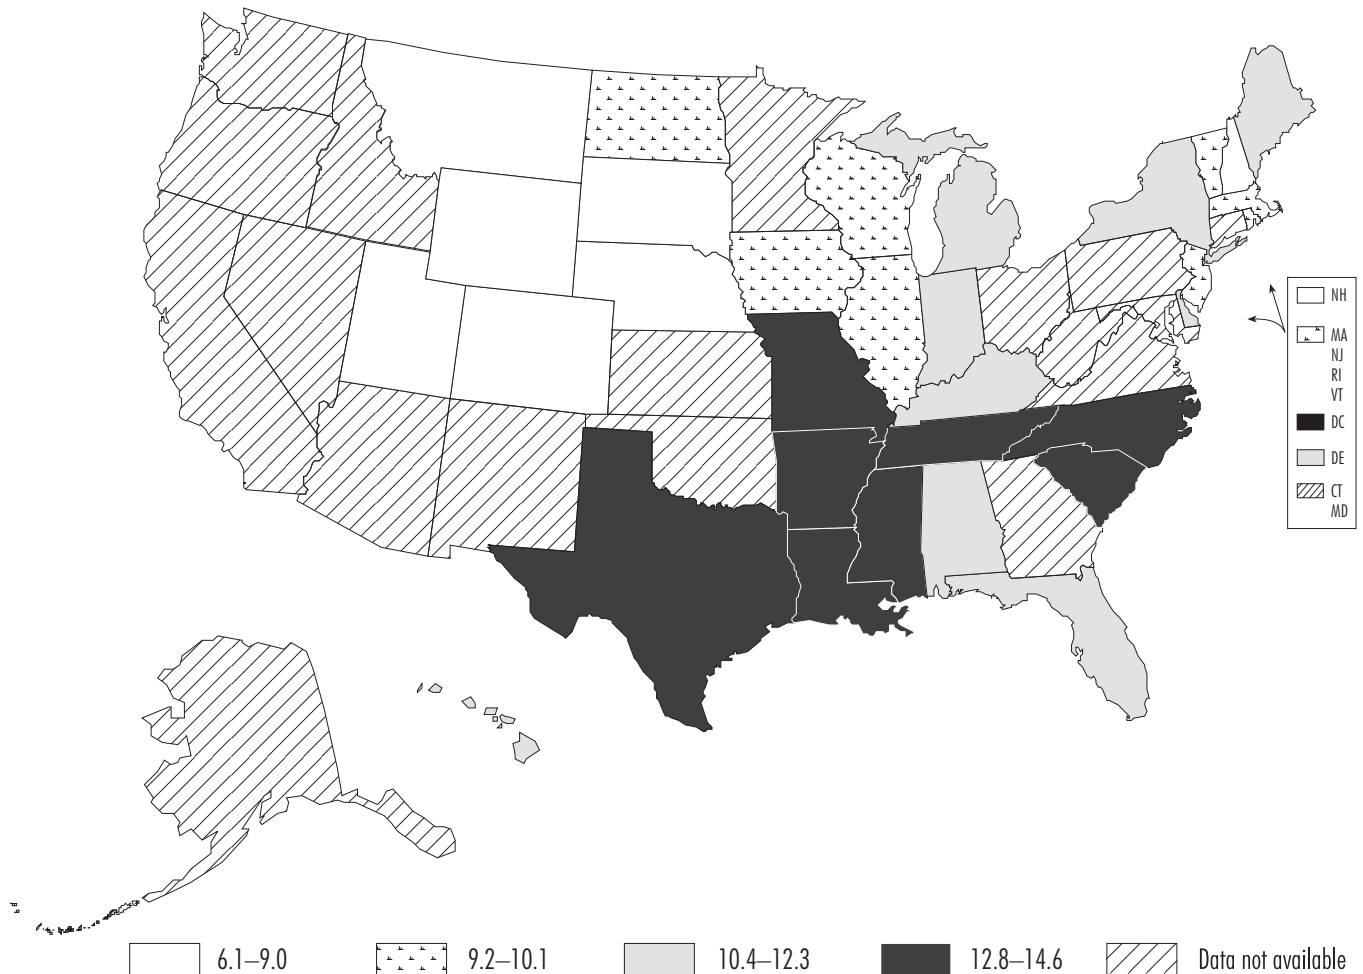 NH
MA
NJ
RI
VT
DC
DE
CT
MD
6.1–9.0
9.2–10.1
10.4–12.3
12.8–14.6
Data not available